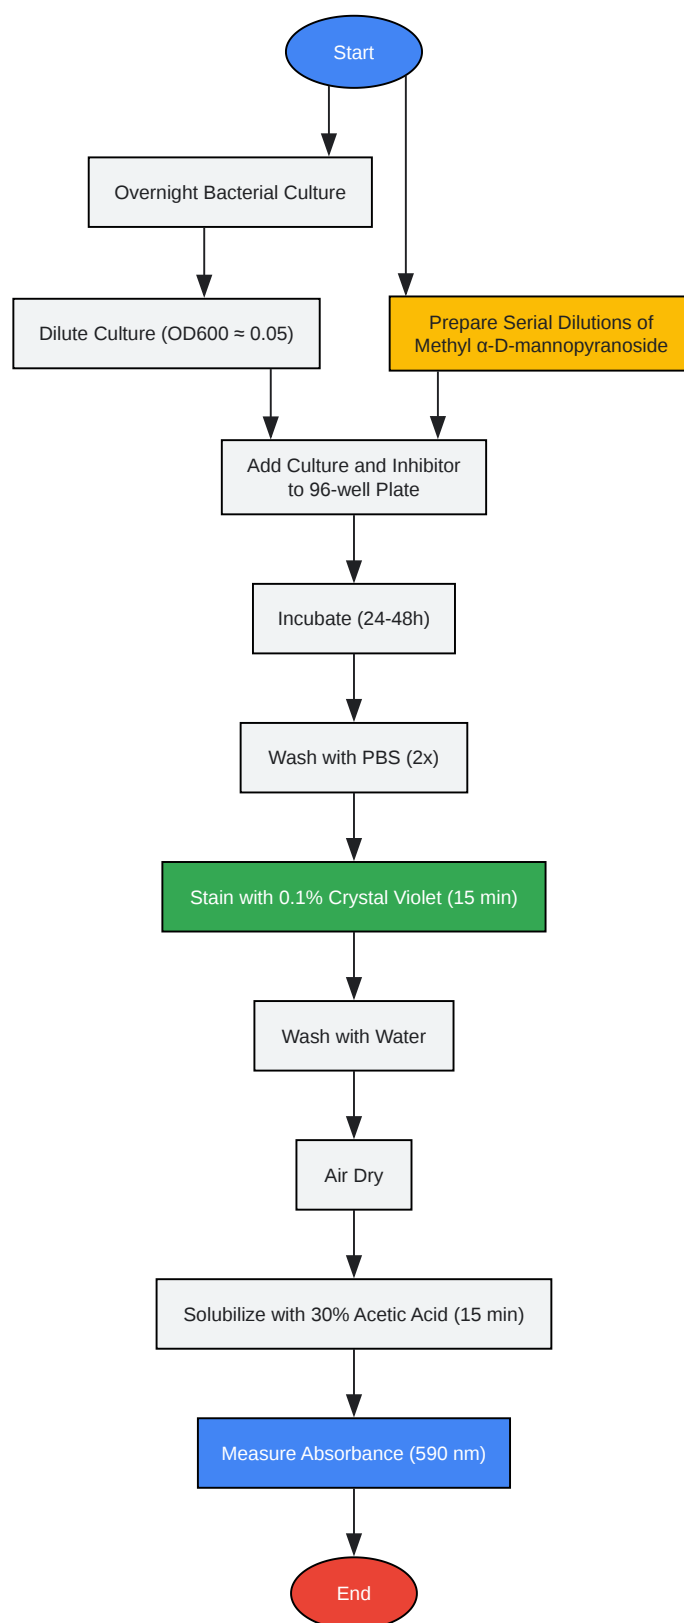 Start
Overnight Bacterial Culture
Dilute Culture (OD600 ≈ 0.05)
Prepare Serial Dilutions of
Methyl α-D-mannopyranoside
Add Culture and Inhibitor
to 96-well Plate
Incubate (24-48h)
Wash with PBS (2x)
Stain with 0.1% Crystal Violet (15 min)
Wash with Water
Air Dry
Solubilize with 30% Acetic Acid (15 min)
Measure Absorbance (590 nm)
End